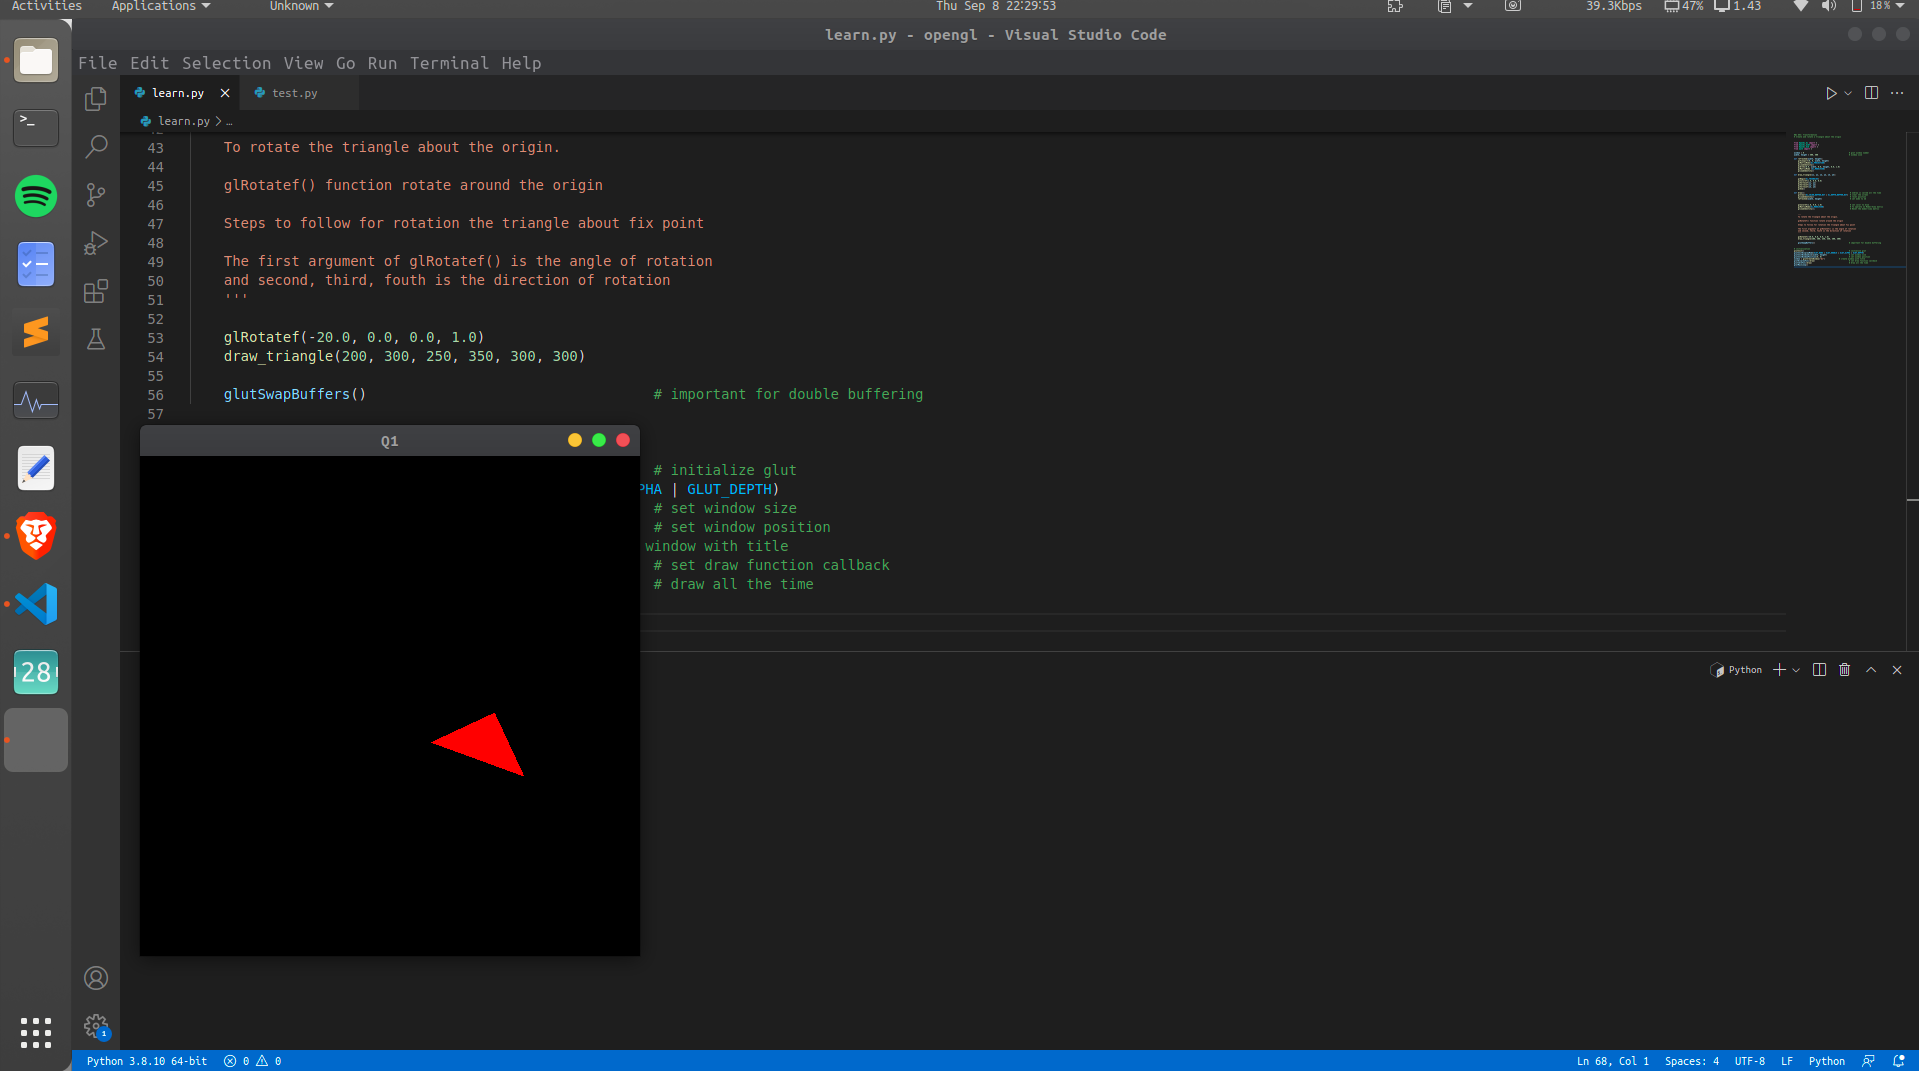 Activities Applications Unknown Thu Sep 8 22:29:53 39.3Kbps 47% 1.43 18%
learn.py - opengl - Visual Studio Code
File Edit Selection View Go Run Terminal Help
learn.py test.py
learn.py > …
43 To rotate the triangle about the origin.
44
45 glRotatef() function rotate around the origin
46
47 Steps to follow for rotation the triangle about fix point
48
49 The first argument of glRotatef() is the angle of rotation
50 and second, third, fouth is the direction of rotation
51 '''
52
53 glRotatef(-20.0, 0.0, 0.0, 1.0)
54 draw_triangle(200, 300, 250, 350, 300, 300)
55
56 glutSwapBuffers() # important for double buffering
57
Q1
# initialize glut
PHA | GLUT_DEPTH)
# set window size
# set window position
window with title
# set draw function callback
# draw all the time
28
Python
1
Python 3.8.10 64-bit 0 0 Ln 68, Col 1 Spaces: 4 UTF-8 LF Python